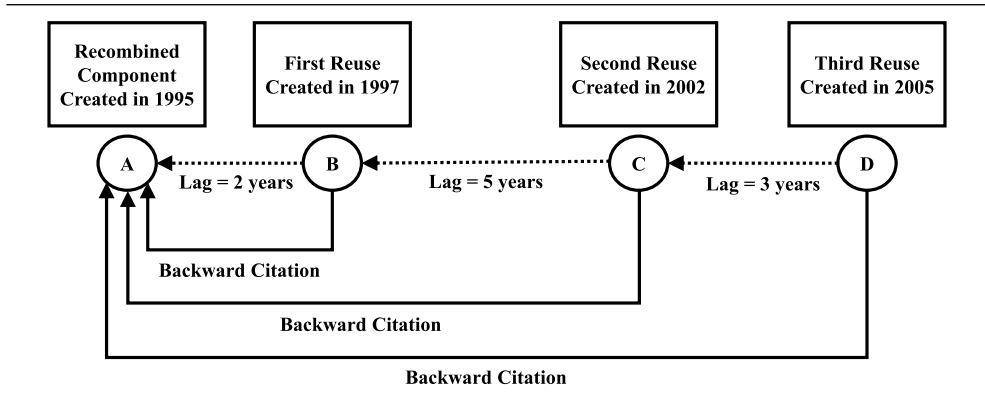 Recombined
Component
Created in 1995
First Reuse
Created in 1997
Second Reuse
Created in 2002
Third Reuse
Created in 2005
A
B
C
D
Lag = 2 years
Lag = 5 years
Lag = 3 years
Backward Citation
Backward Citation
Backward Citation